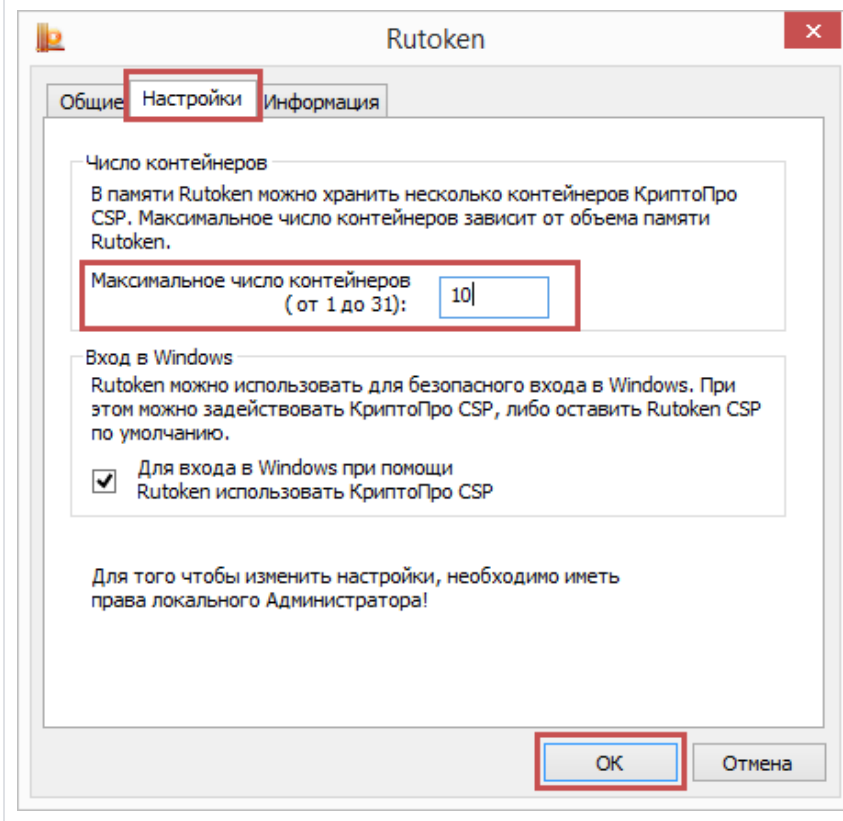 Rutoken
Общие Настройки Информация
Число контейнеров
В памяти Rutoken можно хранить несколько контейнеров КриптоПро
CSP. Максимальное число контейнеров зависит от объема памяти
Rutoken.
Максимальное число контейнеров
( от 1 до 31): 10
Вход в Windows
Rutoken можно использовать для безопасного входа в Windows. При
этом можно задействовать КриптоПро CSP, либо оставить Rutoken CSP
по умолчанию.
Для входа в Windows при помощи
Rutoken использовать КриптоПро CSP
Для того чтобы изменить настройки, необходимо иметь
права локального Администратора!
OK Отмена